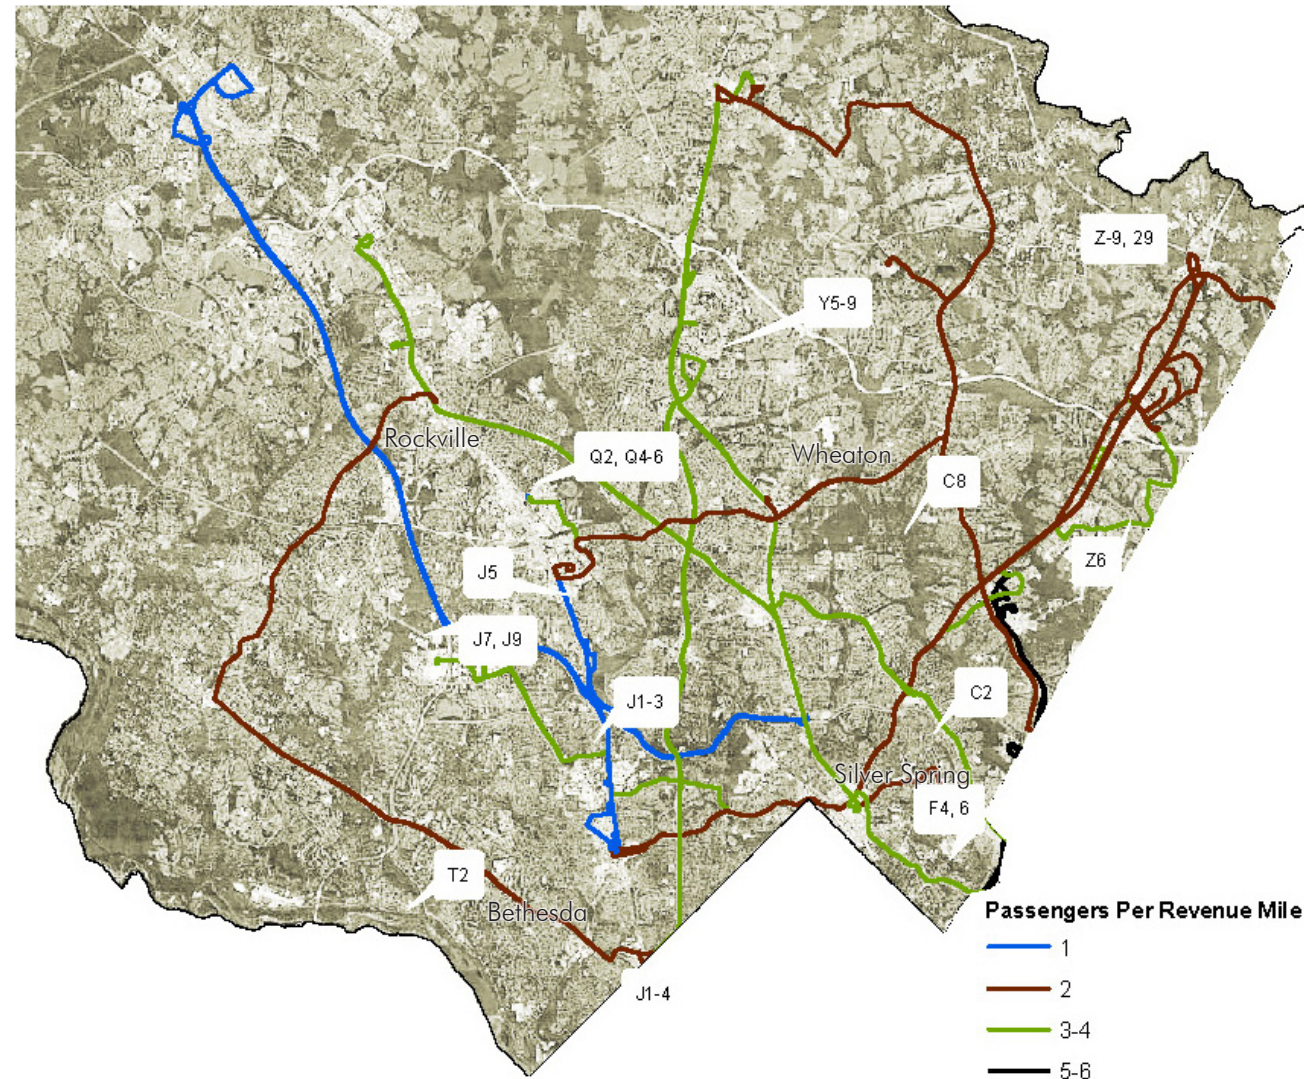 Z-9, 29
Y5-9
Rockville
Wheaton
Q2, Q4-6
C8
J5
Z6
J7, J9
J1-3
C2
Silver Spring
F4, 6
T2
Bethesda
J1-4
Passengers Per Revenue Mile
1
2
3-4
5-6